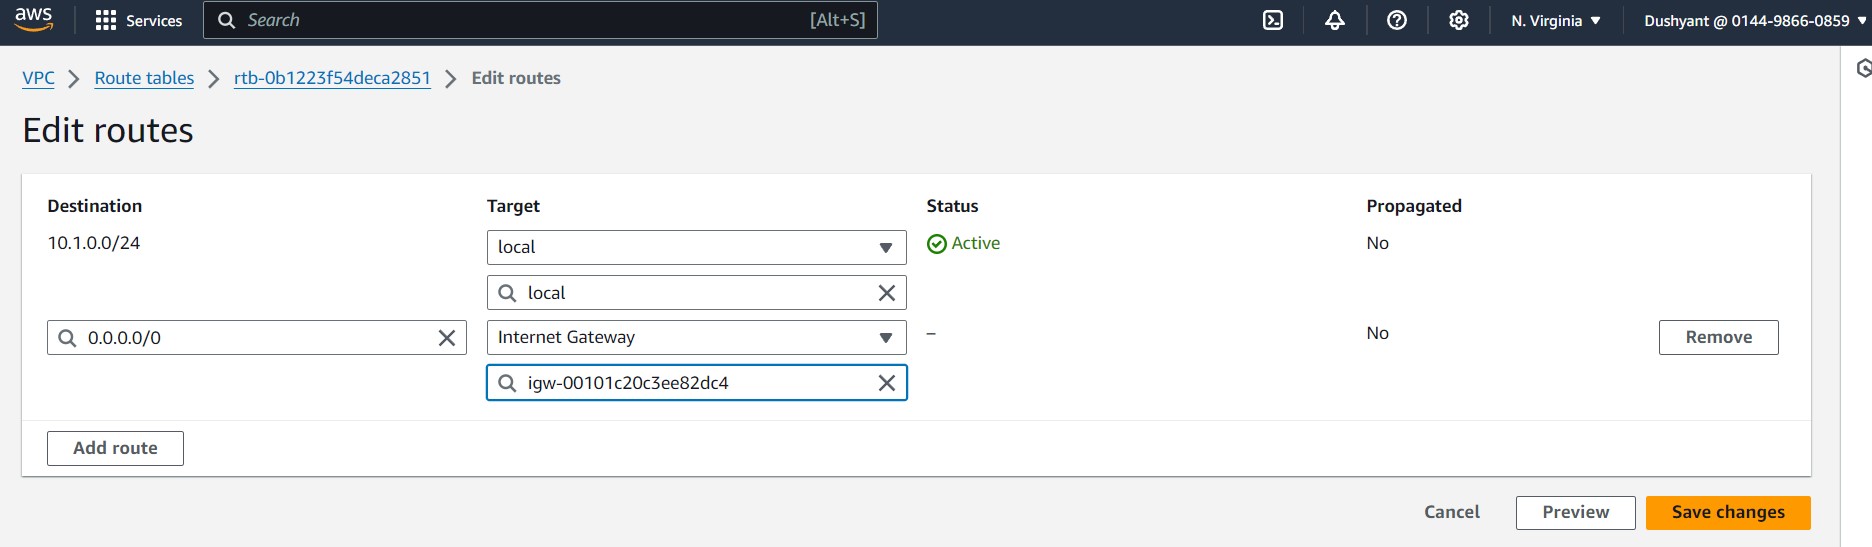 aws Services Search [Alt+S] N. Virginia Dushyant @ 0144-9866-0859
VPC Route tables rtb-0b1223f54deca2851 Edit routes
Edit routes
Destination Target Status Propagated
10.1.0.0/24 local Active No
local
0.0.0.0/0 Internet Gateway – No Remove
igw-00101c20c3ee82dc4
Add route
Cancel Preview Save changes